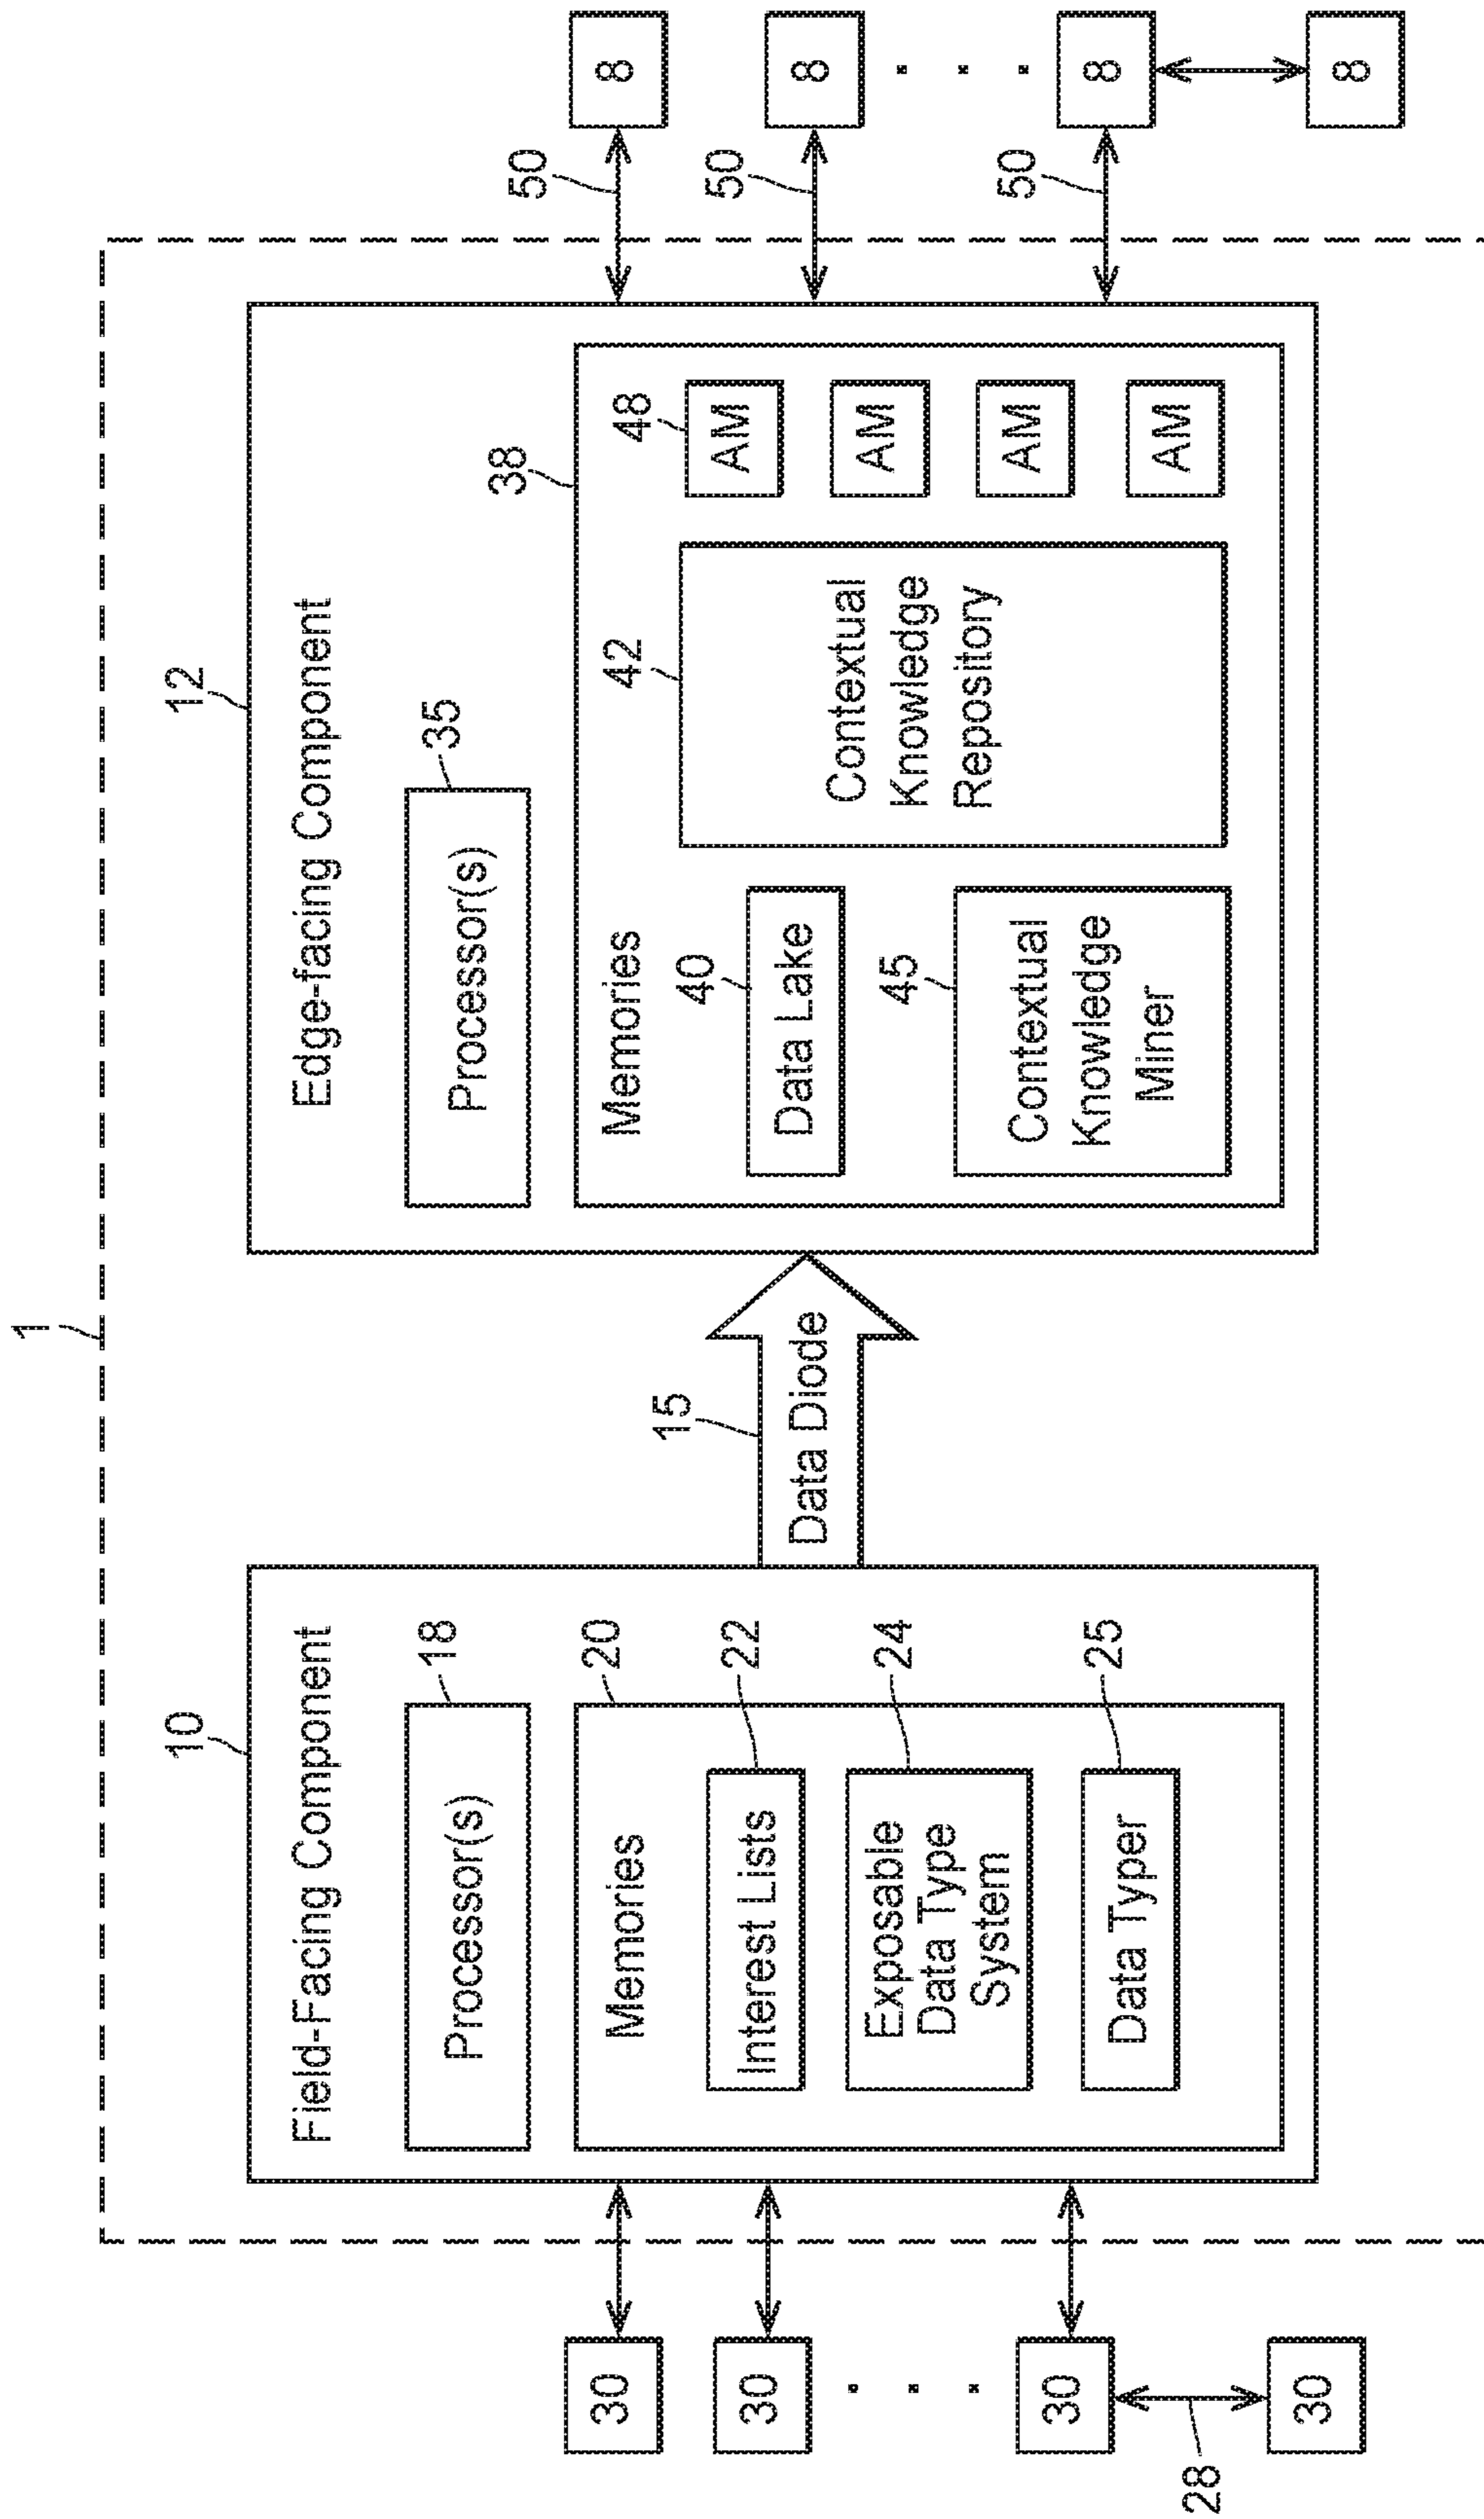 1
10
Field-Facing Component
18
Processor(s)
20
Memories
22
Interest Lists
24
Exposable
Data Type
System
25
Data Typer
30
30
. . .
30
28
30
15
Data Diode
12
Edge-facing Component
35
Processor(s)
38
Memories
40
Data Lake
45
Contextual
Knowledge
Miner
42
Contextual
Knowledge
Repository
48
AM
AM
AM
AM
50
8
50
8
. . .
50
8
8